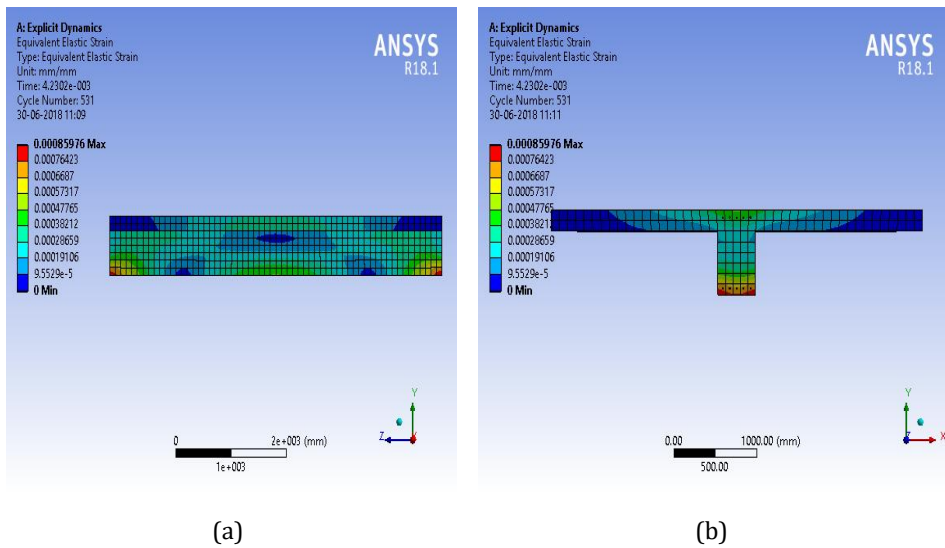 A: Explicit Dynamics
Equivalent Elastic Strain
Type: Equivalent Elastic Strain
Unit: mm/mm
Time: 4.2302e-003
Cycle Number: 531
30-06-2018 11:09
ANSYS
R18.1
0.00085976 Max
0.00076423
0.0006687
0.00057317
0.00047765
0.00038212
0.00028659
0.00019106
9.5529e-5
0 Min
Y
Z
X
0
2e+003 (mm)
1e+003
(a)
A: Explicit Dynamics
Equivalent Elastic Strain
Type: Equivalent Elastic Strain
Unit: mm/mm
Time: 4.2302e-003
Cycle Number: 531
30-06-2018 11:11
ANSYS
R18.1
0.00085976 Max
0.00076423
0.0006687
0.00057317
0.00047765
0.00038212
0.00028659
0.00019106
9.5529e-5
0 Min
Y
Z
X
0.00
1000.00 (mm)
500.00
(b)